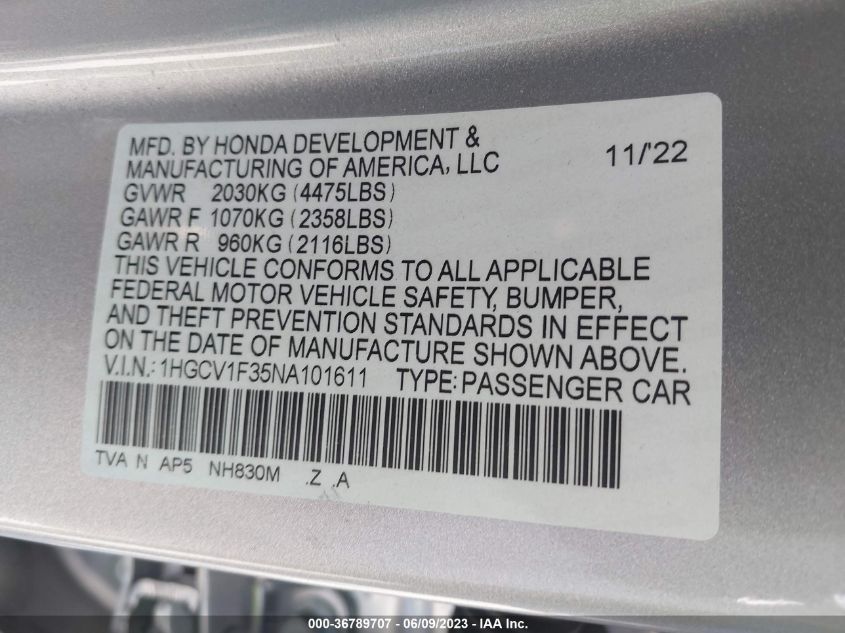 MFD. BY HONDA DEVELOPMENT &
MANUFACTURING OF AMERICA, LLC 11/'22
GVWR 2030KG (4475LBS)
GAWR F 1070KG (2358LBS)
GAWR R 960KG (2116LBS)
THIS VEHICLE CONFORMS TO ALL APPLICABLE
FEDERAL MOTOR VEHICLE SAFETY, BUMPER,
AND THEFT PREVENTION STANDARDS IN EFFECT
ON THE DATE OF MANUFACTURE SHOWN ABOVE.
V.I.N.: 1HGCV1F35NA101611 TYPE: PASSENGER CAR
TVA N AP5 NH830M .Z .A
000-36789707 - 06/09/2023 - IAAI.com